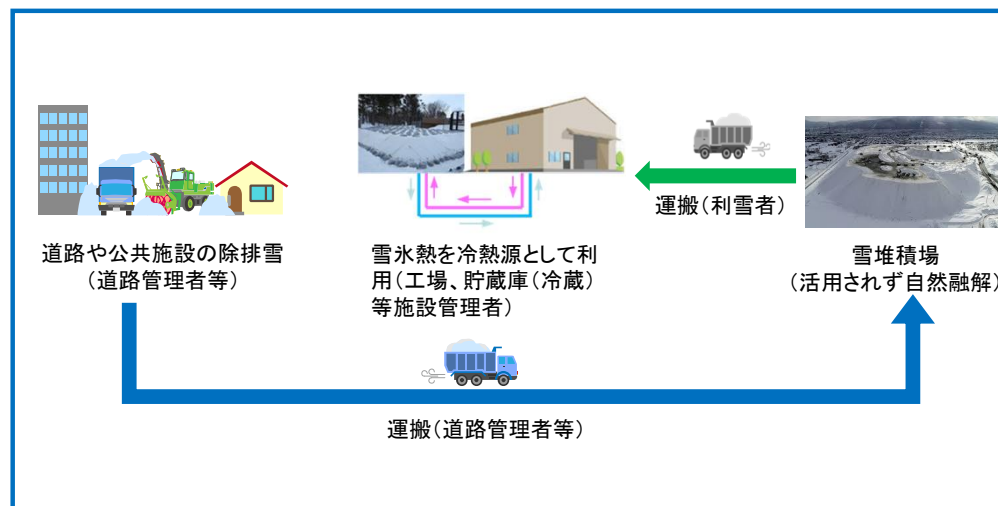 道路や公共施設の除排雪
（道路管理者等）
雪氷熱を冷熱源として利
用（工場、貯蔵庫（冷蔵）
等施設管理者）
運搬（利雪者）
雪堆積場
（活用されず自然融解）
運搬（道路管理者等）